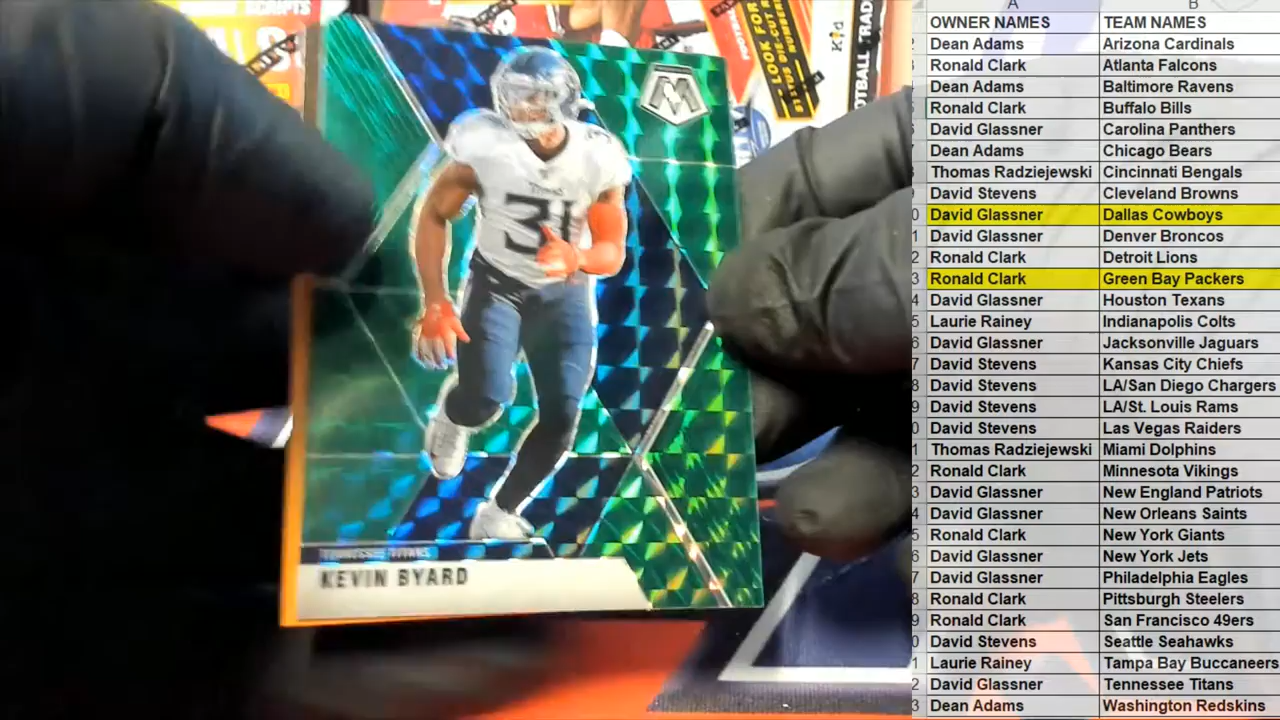 SCRIPTS
LOOK FOR
KEVIN BYARD
TENNESSEE TITANS
TITANS
31
M
A B
OWNER NAMES TEAM NAMES
Dean Adams Arizona Cardinals
Ronald Clark Atlanta Falcons
Dean Adams Baltimore Ravens
Ronald Clark Buffalo Bills
David Glassner Carolina Panthers
Dean Adams Chicago Bears
Thomas Radziejewski Cincinnati Bengals
David Stevens Cleveland Browns
David Glassner Dallas Cowboys
David Glassner Denver Broncos
Ronald Clark Detroit Lions
Ronald Clark Green Bay Packers
David Glassner Houston Texans
Laurie Rainey Indianapolis Colts
David Glassner Jacksonville Jaguars
David Stevens Kansas City Chiefs
David Stevens LA/San Diego Chargers
David Stevens LA/St. Louis Rams
David Stevens Las Vegas Raiders
Thomas Radziejewski Miami Dolphins
Ronald Clark Minnesota Vikings
David Glassner New England Patriots
David Glassner New Orleans Saints
Ronald Clark New York Giants
David Glassner New York Jets
David Glassner Philadelphia Eagles
Ronald Clark Pittsburgh Steelers
Ronald Clark San Francisco 49ers
David Stevens Seattle Seahawks
Laurie Rainey Tampa Bay Buccaneers
David Glassner Tennessee Titans
Dean Adams Washington Redskins